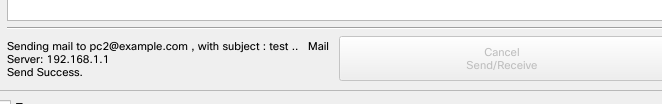 Sending mail to pc2@example.com , with subject : test ..   Mail
Server: 192.168.1.1
Send Success.
Cancel
Send/Receive